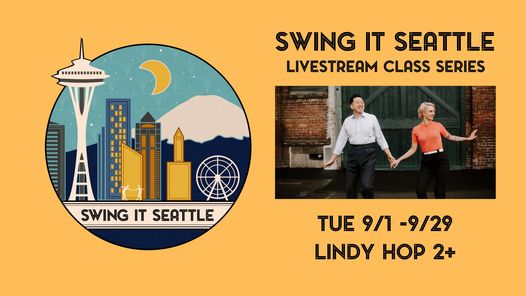 SWING IT SEATTLE
SWING IT SEATTLE
LIVESTREAM CLASS SERIES
TUE 9/1 -9/29
LINDY HOP 2+